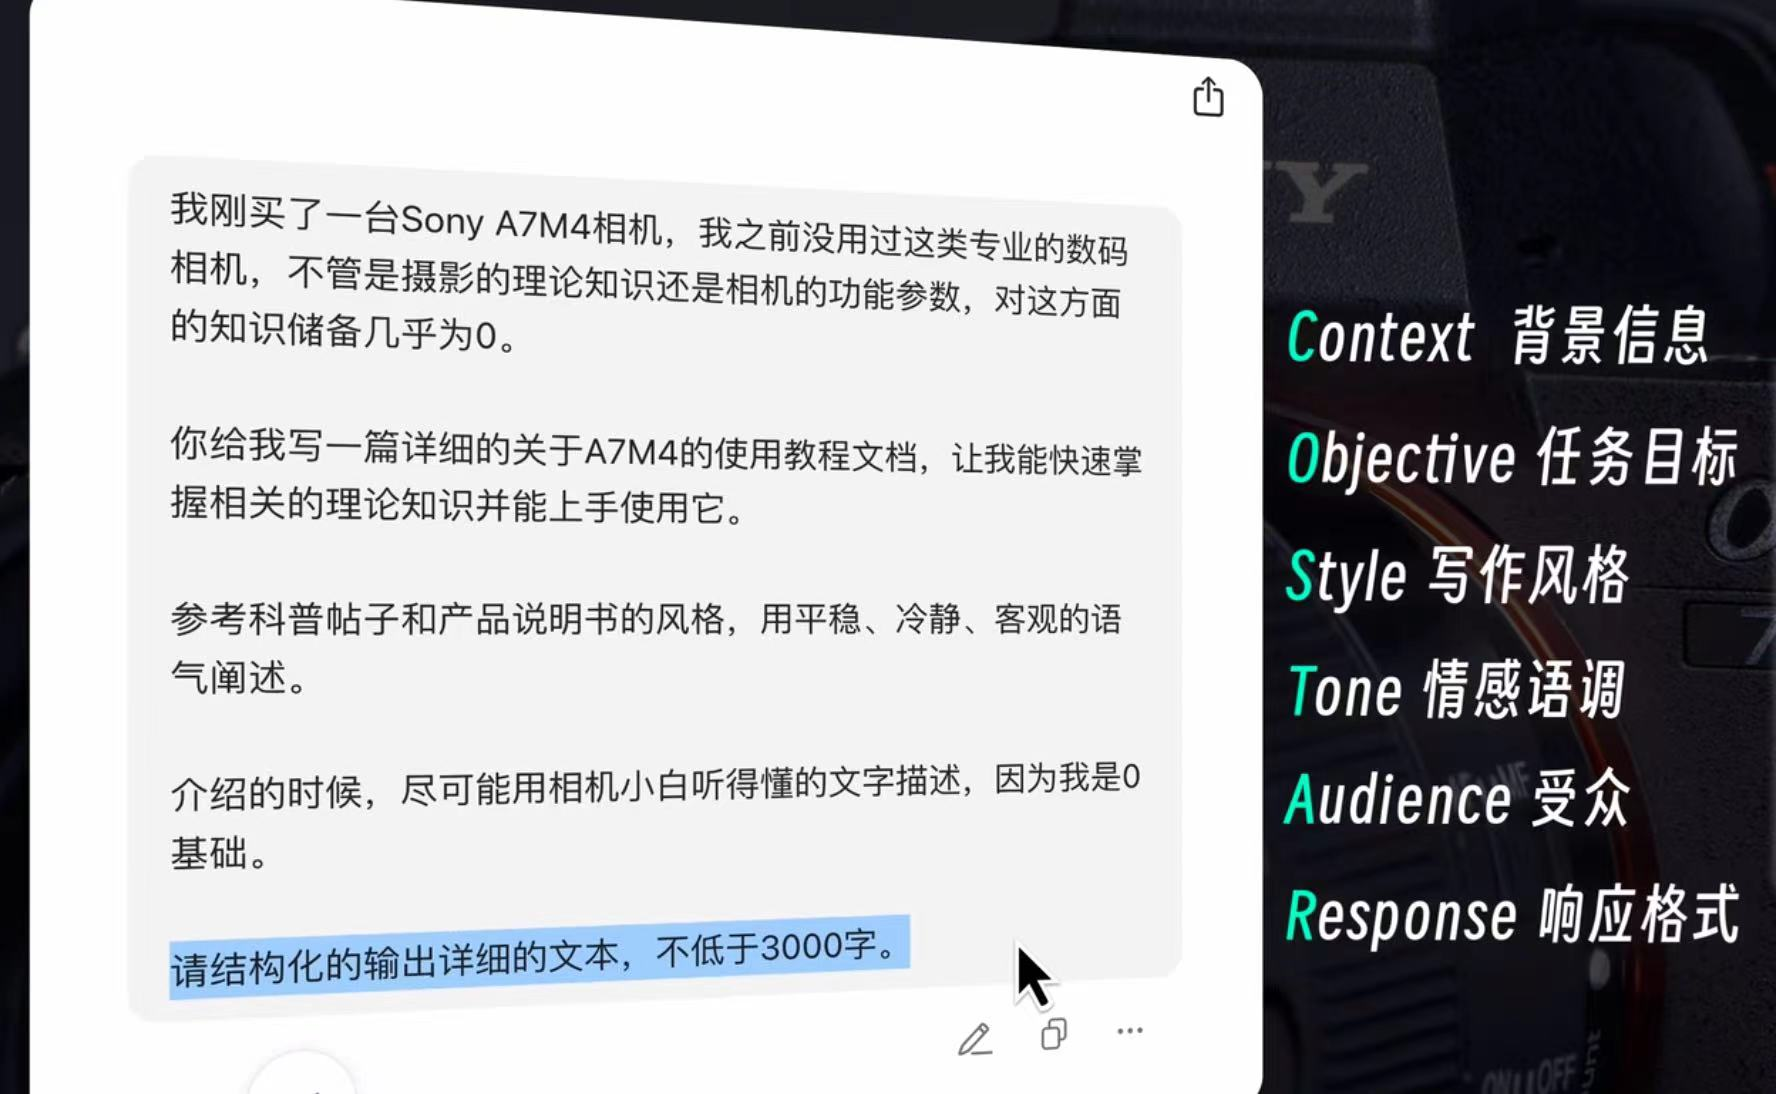 我刚买了一台Sony A7M4相机，我之前没用过这类专业的数码
相机，不管是摄影的理论知识还是相机的功能参数，对这方面
的知识储备几乎为0。
你给我写一篇详细的关于A7M4的使用教程文档，让我能快速掌
握相关的理论知识并能上手使用它。
参考科普帖子和产品说明书的风格，用平稳、冷静、客观的语
气阐述。
介绍的时候，尽可能用相机小白听得懂的文字描述，因为我是0
基础。
请结构化的输出详细的文本，不低于3000字。
Context 背景信息
Objective 任务目标
Style 写作风格
Tone 情感语调
Audience 受众
Response 响应格式
Y
7
ON OFF